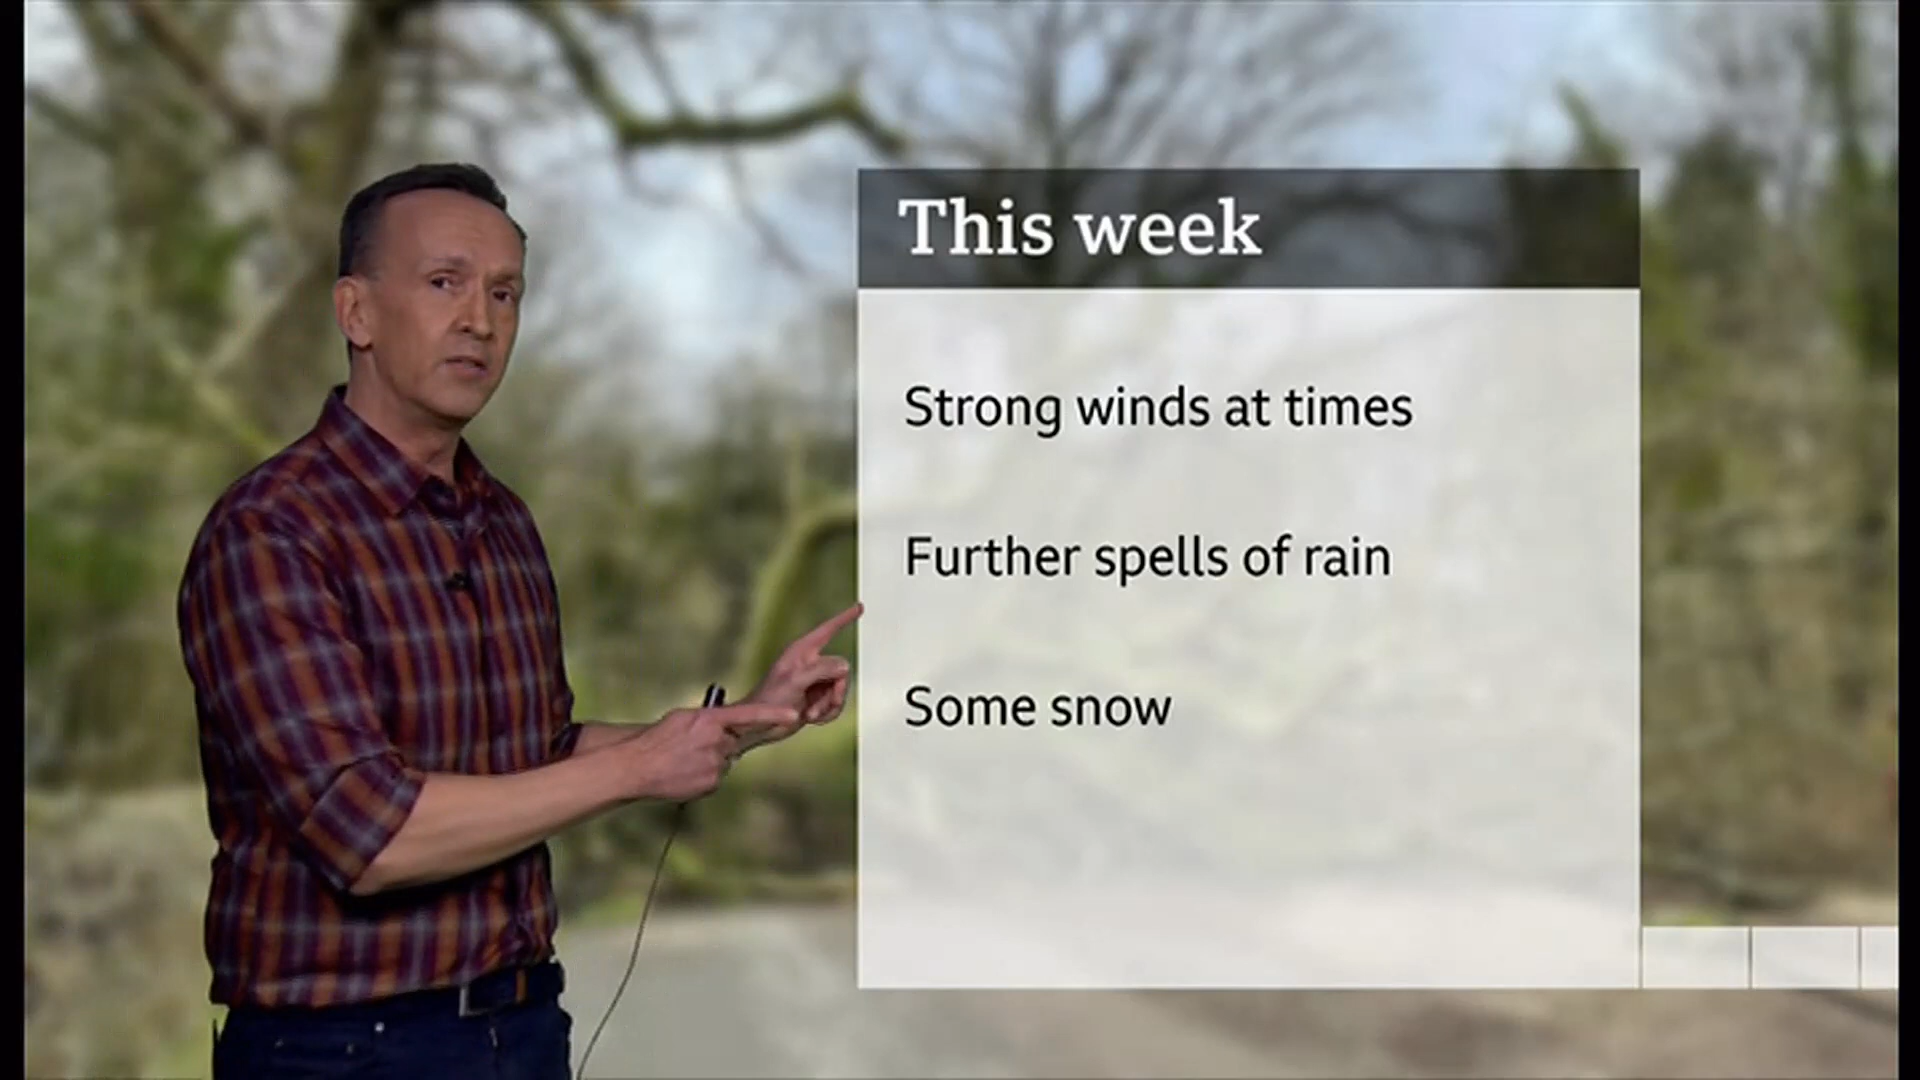 This week
Strong winds at times
Further spells of rain
Some snow